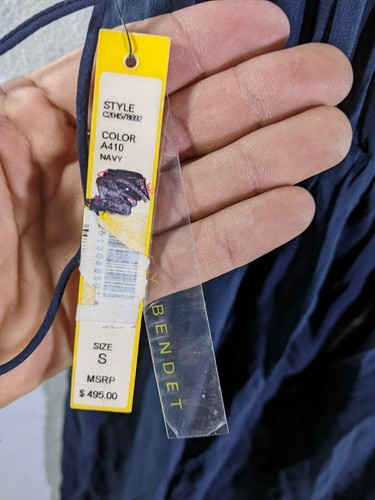 STYLE
COLOR
A410
NAVY
SIZE
S
MSRP
$ 495.00
BENDET